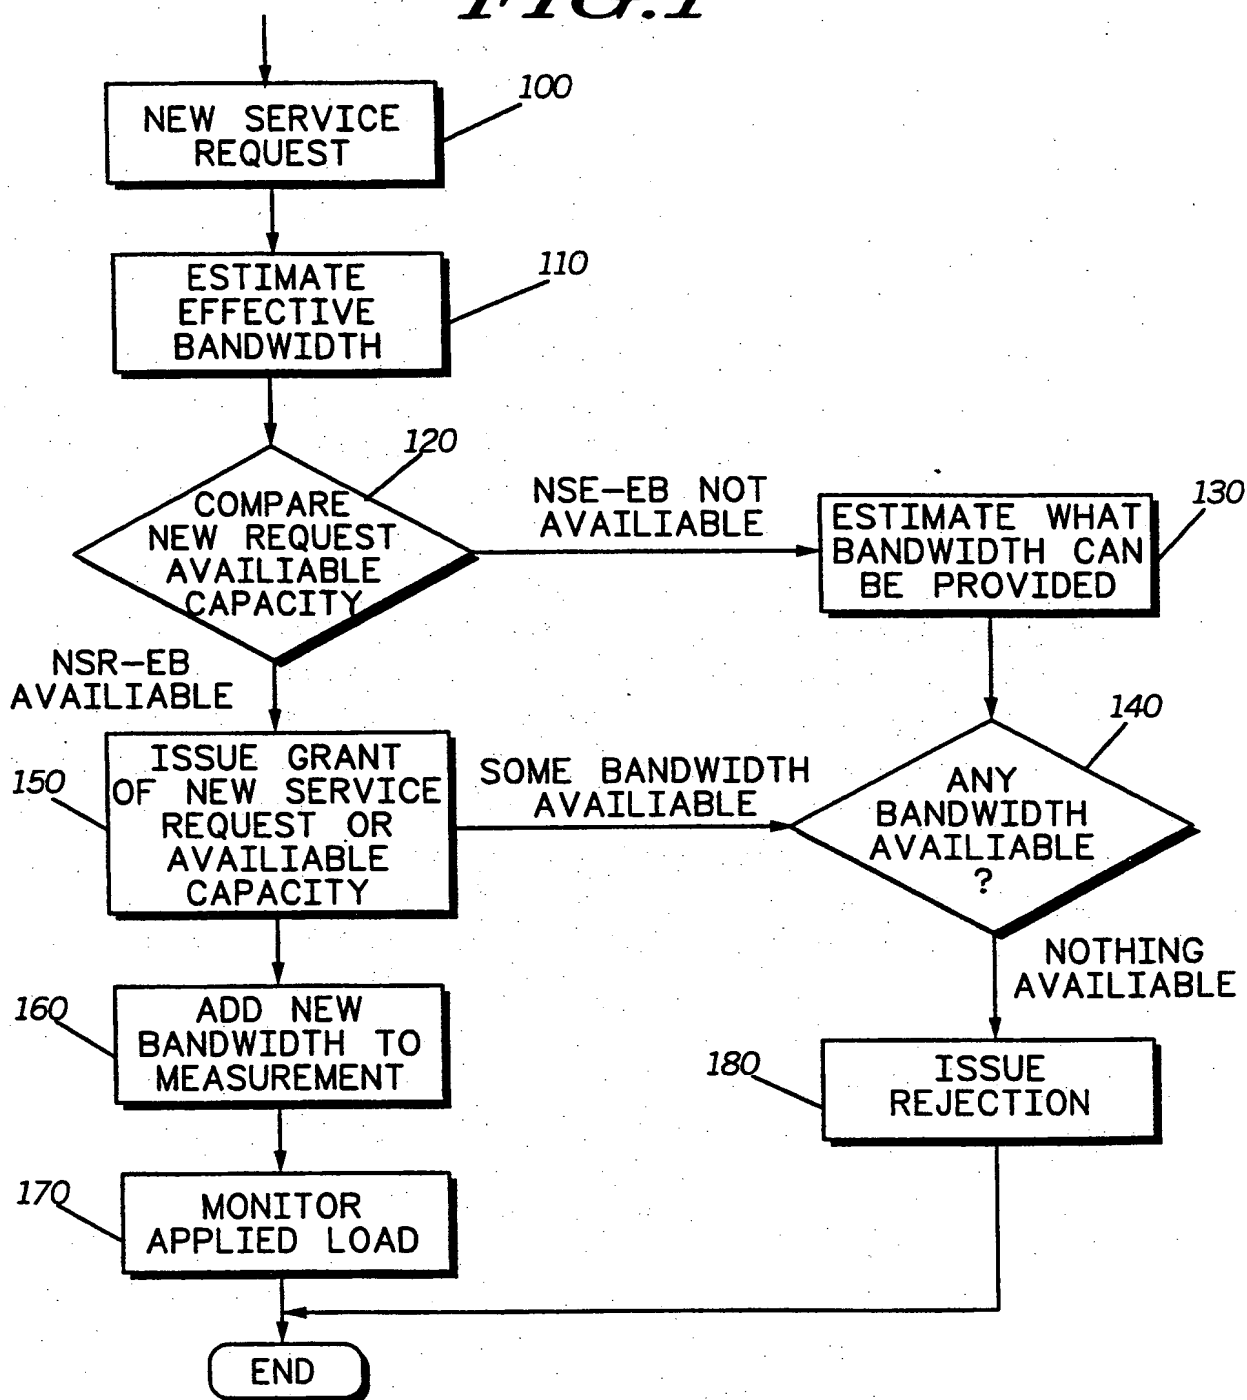 FIG.1
NEW SERVICE
REQUEST
100
ESTIMATE
EFFECTIVE
BANDWIDTH
110
COMPARE
NEW REQUEST
AVAILIABLE
CAPACITY
120
NSE-EB NOT
AVAILIABLE
ESTIMATE WHAT
BANDWIDTH CAN
BE PROVIDED
130
NSR-EB
AVAILIABLE
ISSUE GRANT
OF NEW SERVICE
REQUEST OR
AVAILIABLE
CAPACITY
150
SOME BANDWIDTH
AVAILIABLE
ANY
BANDWIDTH
AVAILIABLE
?
140
NOTHING
AVAILIABLE
160
ADD NEW
BANDWIDTH TO
MEASUREMENT
180
ISSUE
REJECTION
170
MONITOR
APPLIED LOAD
END